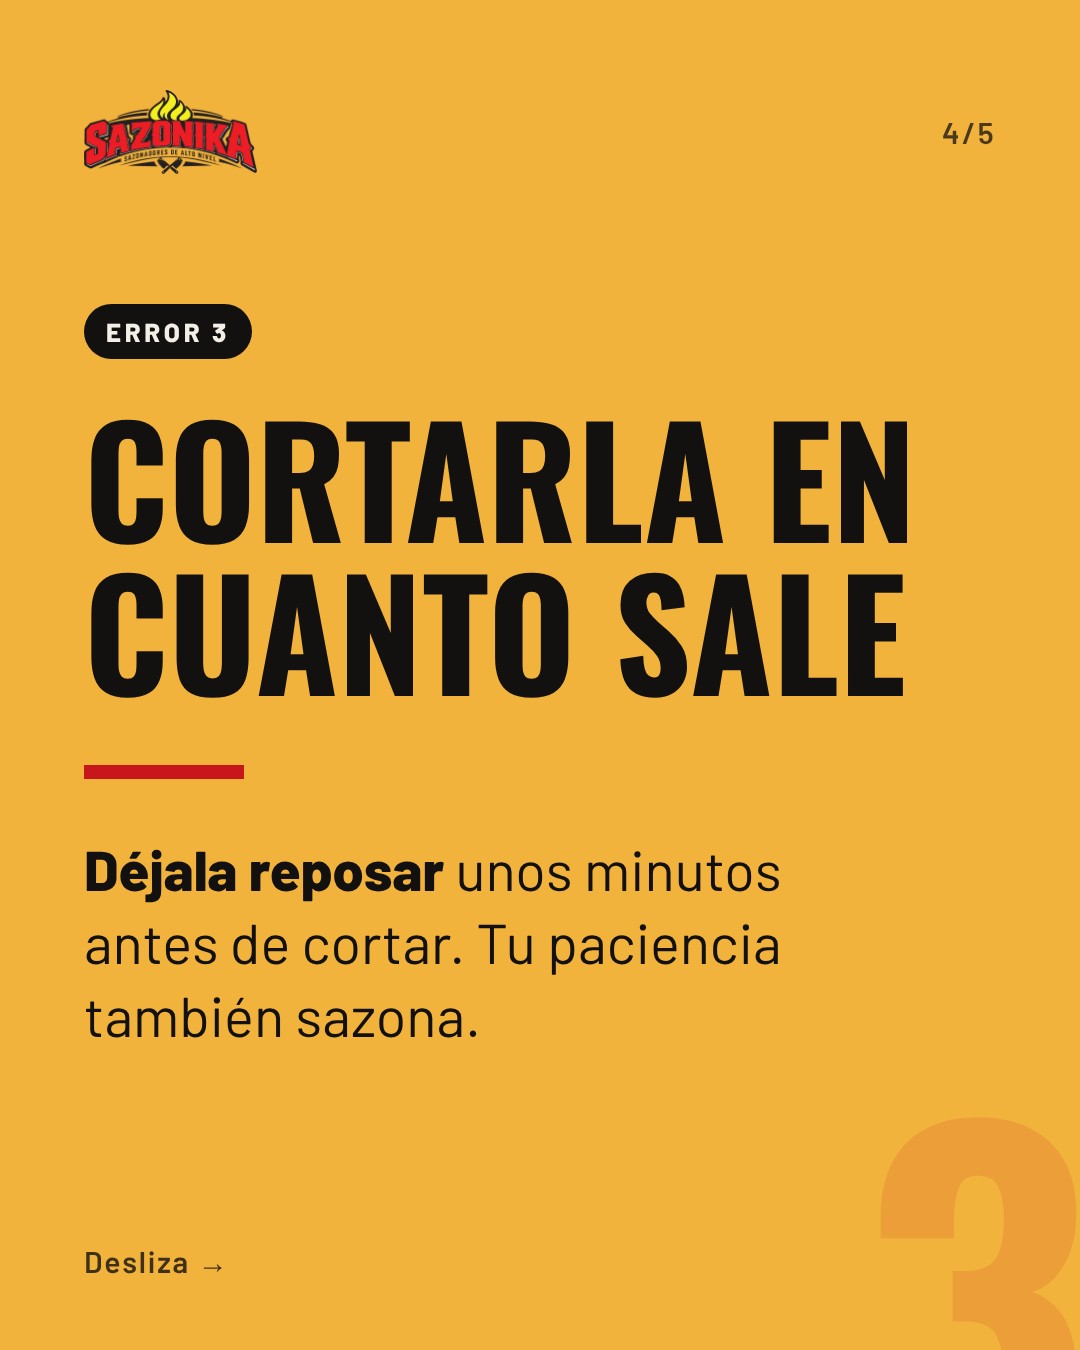 SAZONIKA
SAZONADORES DE ALTO NIVEL
4/5
ERROR 3
CORTARLA EN
CUANTO SALE
Déjala reposar unos minutos
antes de cortar. Tu paciencia
también sazona.
3
Desliza →